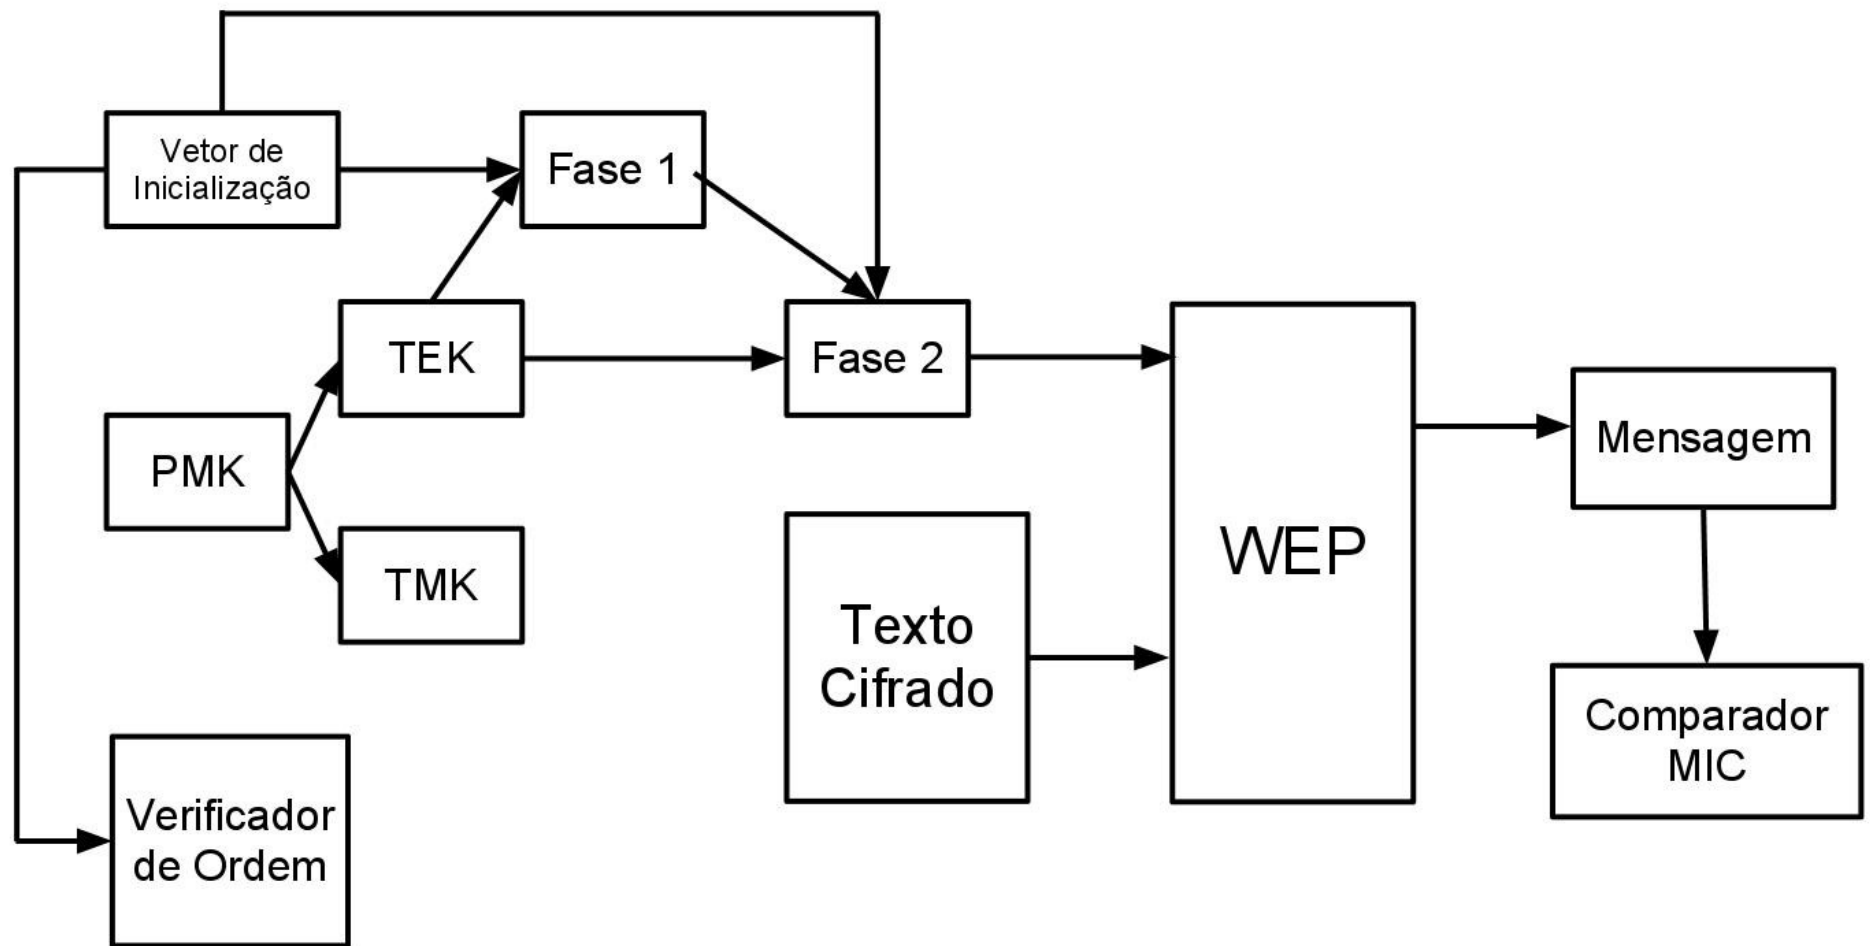 Vetor de
Inicialização
Fase 1
TEK
Fase 2
PMK
TMK
Texto
Cifrado
WEP
Mensagem
Comparador
MIC
Verificador
de Ordem